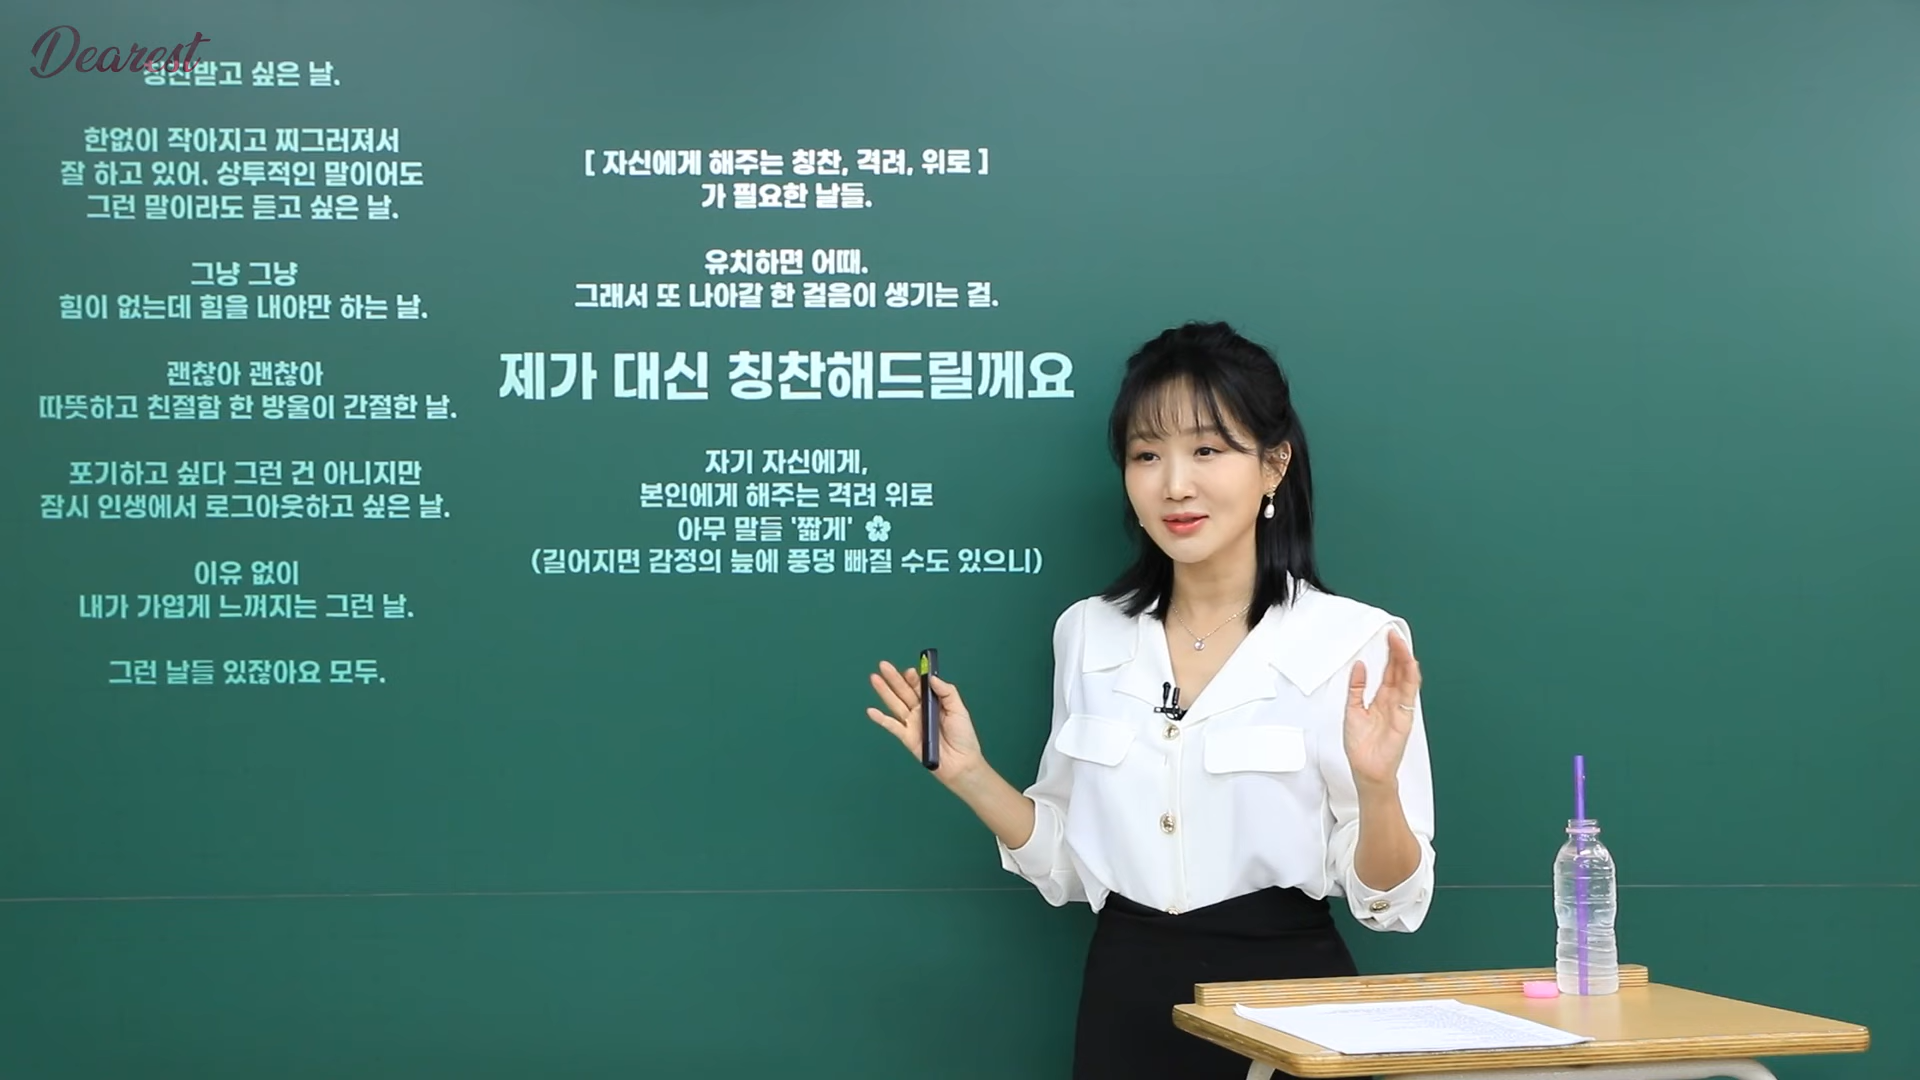 Dearest
칭찬받고 싶은 날.
한없이 작아지고 찌그러져서
잘 하고 있어. 상투적인 말이어도
그런 말이라도 듣고 싶은 날.
그냥 그냥
힘이 없는데 힘을 내야만 하는 날.
괜찮아 괜찮아
따뜻하고 친절함 한 방울이 간절한 날.
포기하고 싶다 그런 건 아니지만
잠시 인생에서 로그아웃하고 싶은 날.
이유 없이
내가 가엽게 느껴지는 그런 날.
그런 날들 있잖아요 모두.
[ 자신에게 해주는 칭찬, 격려, 위로 ]
가 필요한 날들.
유치하면 어때.
그래서 또 나아갈 한 걸음이 생기는 걸.
제가 대신 칭찬해드릴께요
자기 자신에게,
본인에게 해주는 격려 위로
아무 말들 '짧게'
(길어지면 감정의 늪에 풍덩 빠질 수도 있으니)